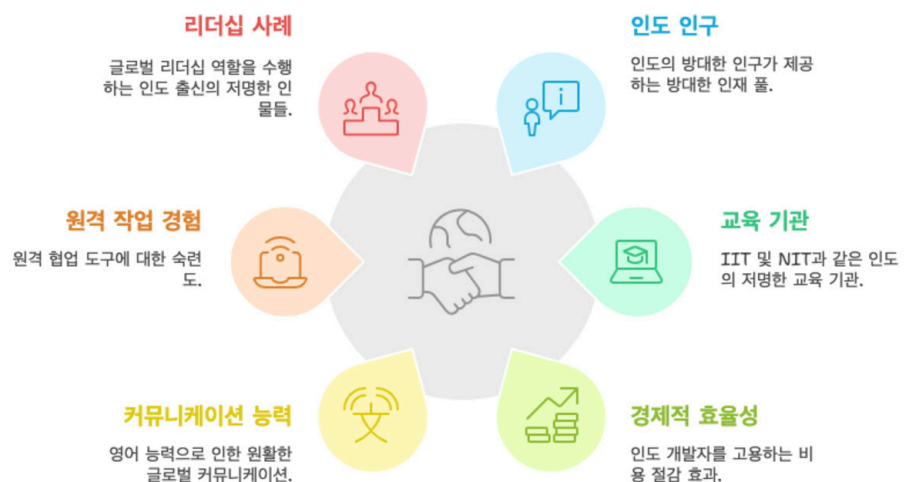 리더십 사례
글로벌 리더십 역할을 수행
하는 인도 출신의 저명한 인
물들.
인도 인구
인도의 방대한 인구가 제공
하는 방대한 인재 풀.
원격 작업 경험
원격 협업 도구에 대한 숙련
도.
교육 기관
IIT 및 NIT과 같은 인도
의 저명한 교육 기관.
커뮤니케이션 능력
영어 능력으로 인한 원활한
글로벌 커뮤니케이션.
경제적 효율성
인도 개발자를 고용하는 비
용 절감 효과.